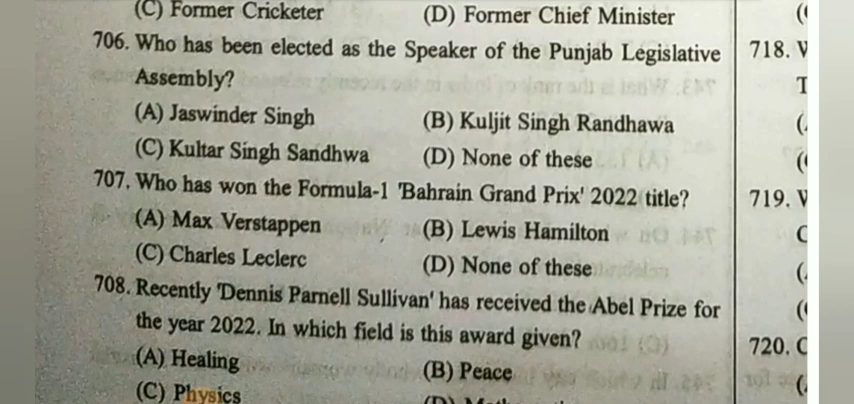 (C) Former Cricketer (D) Former Chief Minister
706. Who has been elected as the Speaker of the Punjab Legislative
Assembly?
(A) Jaswinder Singh (B) Kuljit Singh Randhawa
(C) Kultar Singh Sandhwa (D) None of these
707. Who has won the Formula-1 'Bahrain Grand Prix' 2022 title?
(A) Max Verstappen (B) Lewis Hamilton
(C) Charles Leclerc (D) None of these
708. Recently 'Dennis Parnell Sullivan' has received the Abel Prize for
the year 2022. In which field is this award given?
(A) Healing (B) Peace
(C) Physics (D)
718.
719.
720.